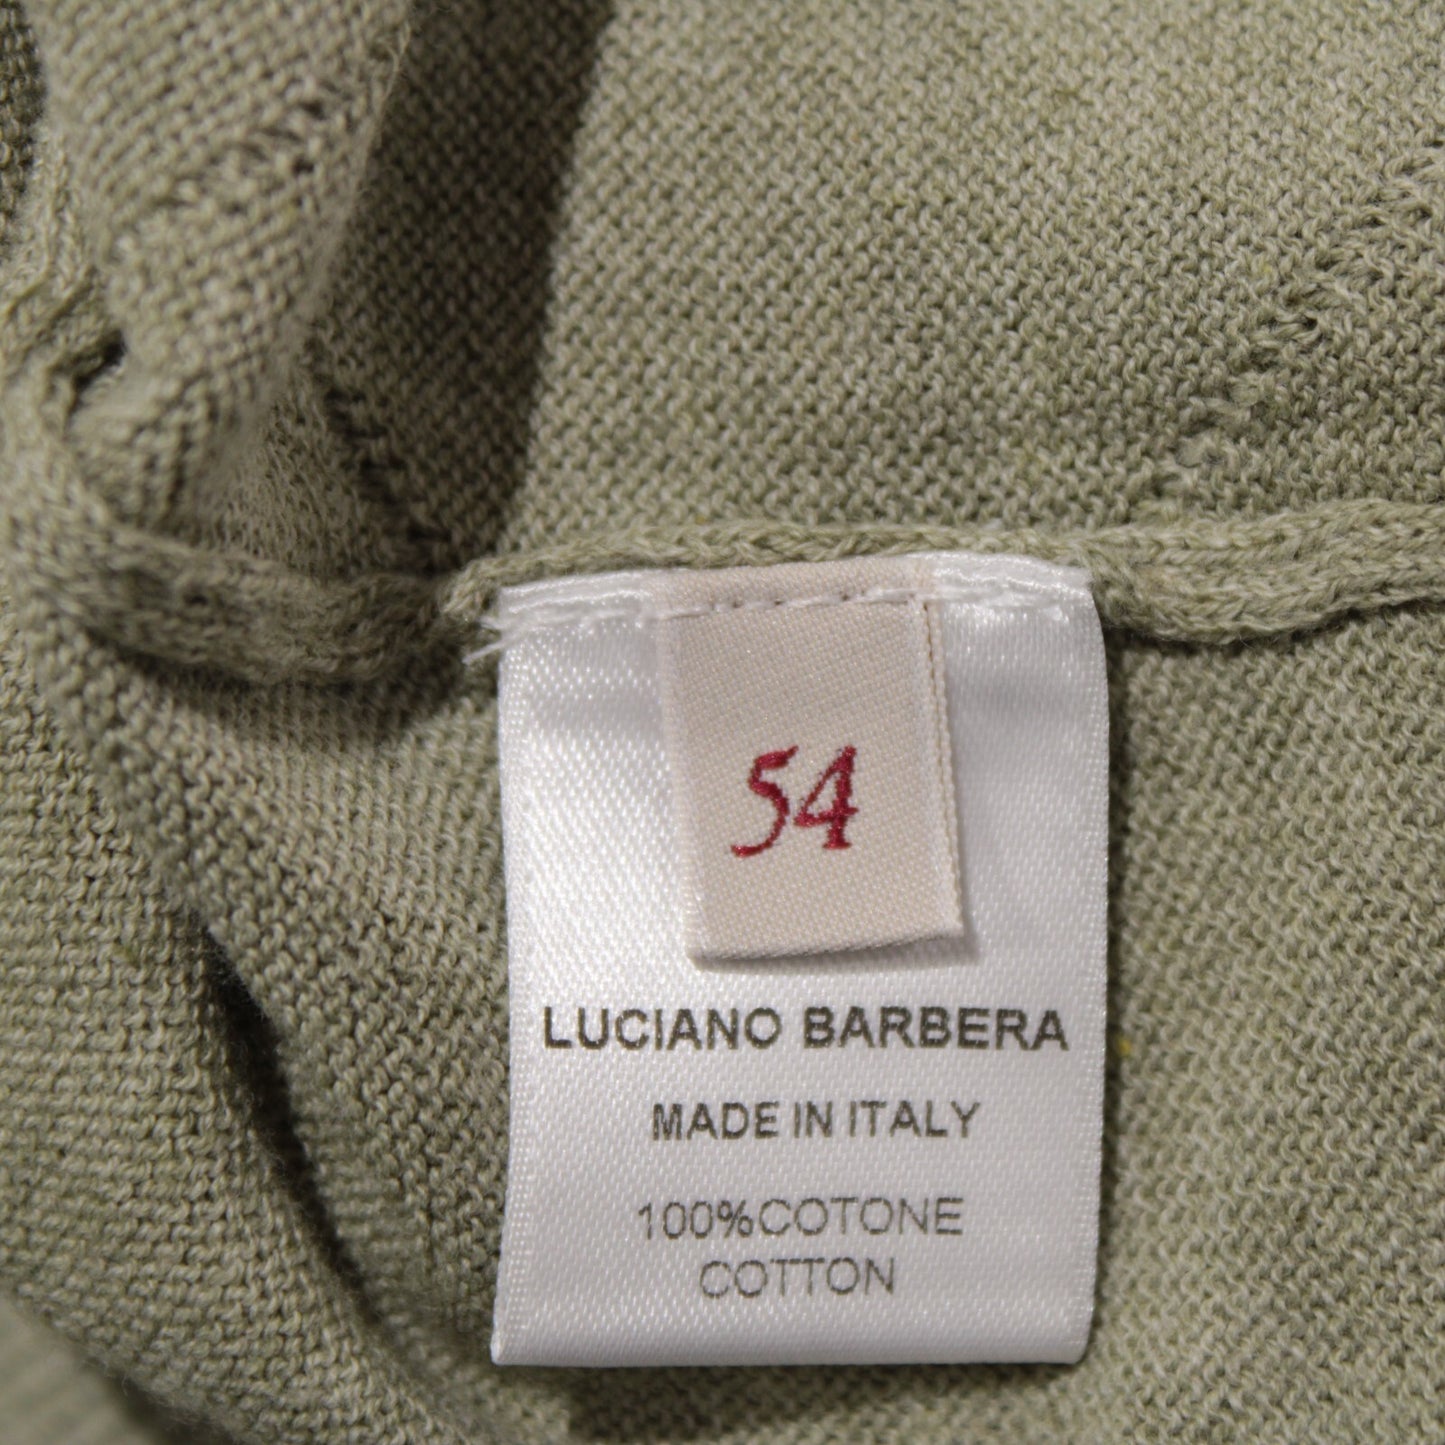 54
LUCIANO BARBERA
MADE IN ITALY
100%COTONE
COTTON